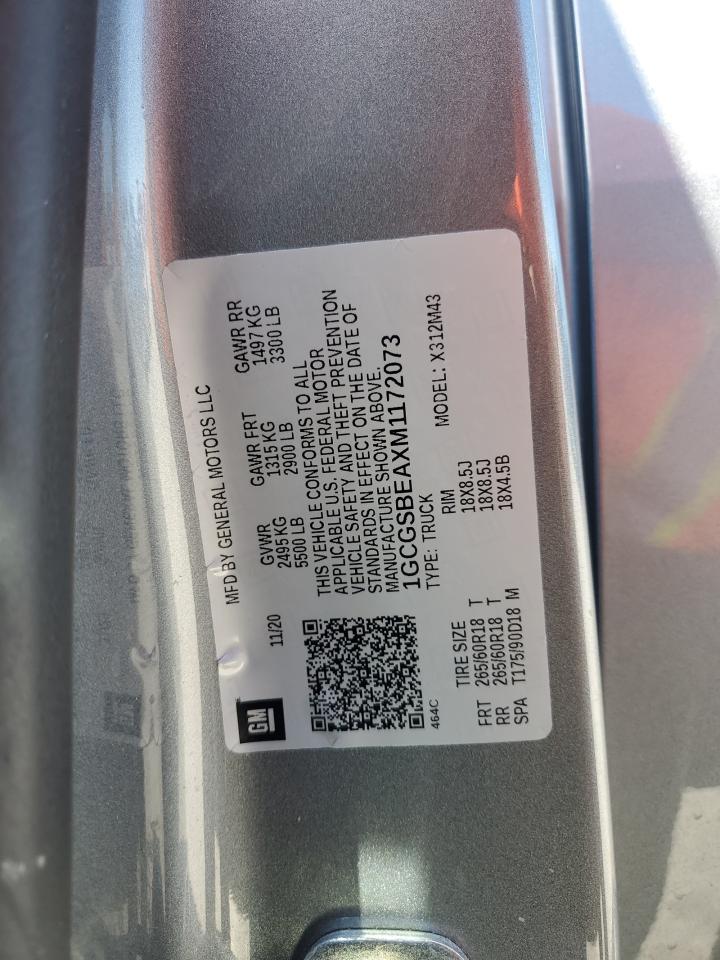 GM
MFD BY GENERAL MOTORS LLC
11/20
GVWR GAWR FRT GAWR RR
2495 KG 1315 KG 1497 KG
5500 LB 2900 LB 3300 LB
THIS VEHICLE CONFORMS TO ALL
APPLICABLE U.S. FEDERAL MOTOR
VEHICLE SAFETY AND THEFT PREVENTION
STANDARDS IN EFFECT ON THE DATE OF
MANUFACTURE SHOWN ABOVE.
1GCGSBEAXM1172073
464C
TYPE: TRUCK MODEL: X312M43
TIRE SIZE RIM
FRT 265/60R18 T 18X8.5J
RR 265/60R18 T 18X8.5J
SPA T175/90D18 M 18X4.5B